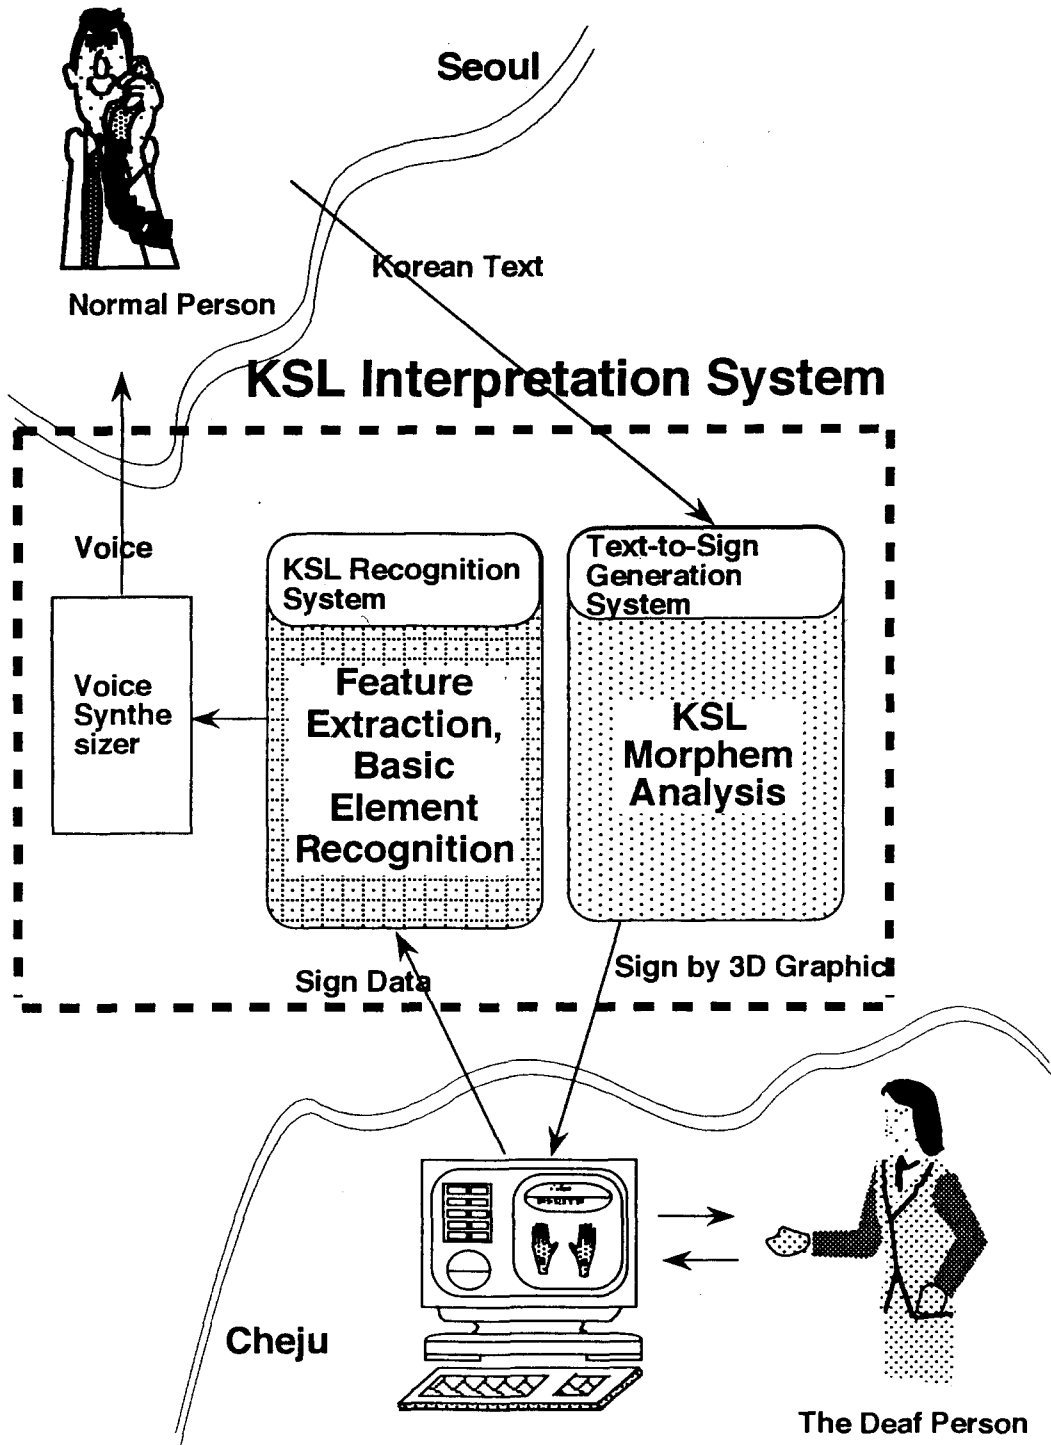 Seoul
Korean Text
Normal Person
KSL Interpretation System
Voice
KSL Recognition
System
Text-to-Sign
Generation
System
Voice
Synthe
sizer
Feature
Extraction,
Basic
Element
Recognition
KSL
Morphem
Analysis
Sign Data
Sign by 3D Graphic
Cheju
The Deaf Person